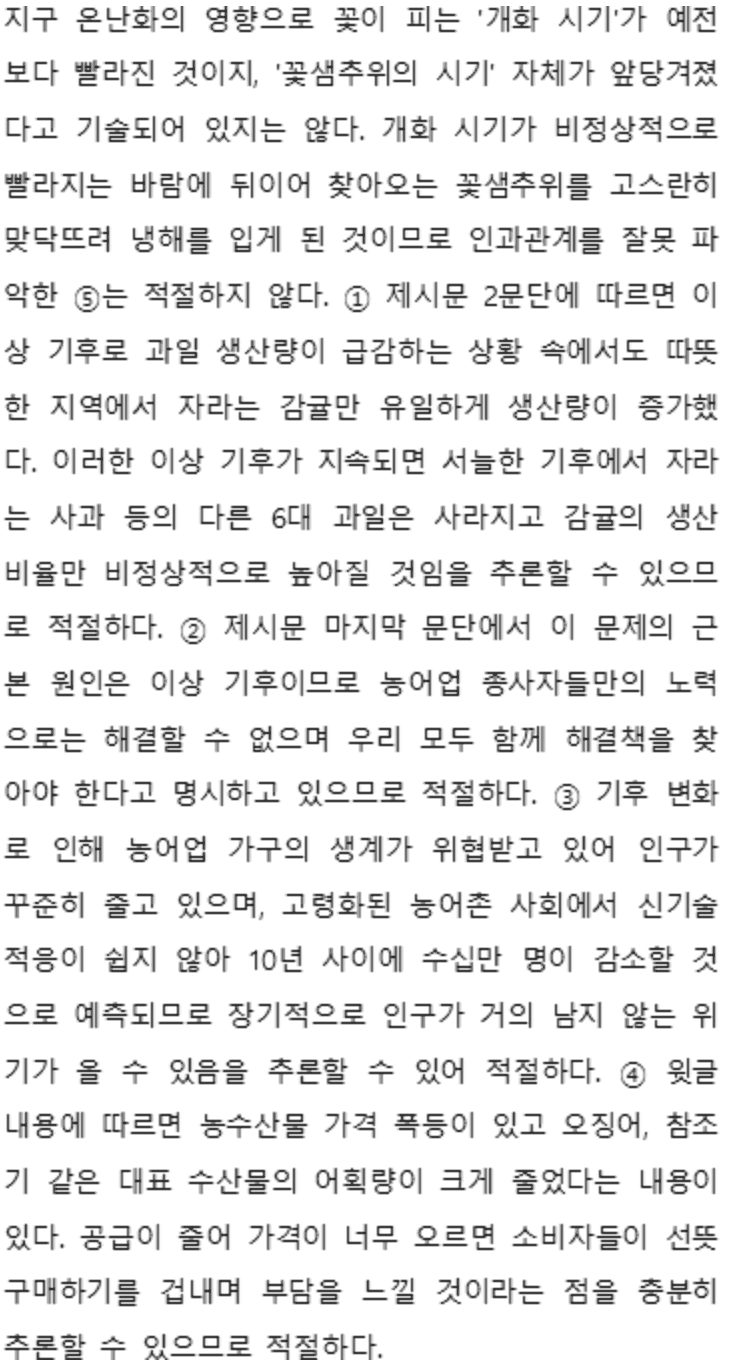 지구 온난화의 영향으로 꽃이 피는 '개화 시기'가 예전
보다 빨라진 것이지, '꽃샘추위의 시기' 자체가 앞당겨졌
다고 기술되어 있지는 않다. 개화 시기가 비정상적으로
빨라지는 바람에 뒤이어 찾아오는 꽃샘추위를 고스란히
맞닥뜨려 냉해를 입게 된 것이므로 인과관계를 잘못 파
악한 ⑤는 적절하지 않다. ① 제시문 2문단에 따르면 이
상 기후로 과일 생산량이 급감하는 상황 속에서도 따뜻
한 지역에서 자라는 감귤만 유일하게 생산량이 증가했
다. 이러한 이상 기후가 지속되면 서늘한 기후에서 자라
는 사과 등의 다른 6대 과일은 사라지고 감귤의 생산
비율만 비정상적으로 높아질 것임을 추론할 수 있으므
로 적절하다. ② 제시문 마지막 문단에서 이 문제의 근
본 원인은 이상 기후이므로 농어업 종사자들만의 노력
으로는 해결할 수 없으며 우리 모두 함께 해결책을 찾
아야 한다고 명시하고 있으므로 적절하다. ③ 기후 변화
로 인해 농어업 가구의 생계가 위협받고 있어 인구가
꾸준히 줄고 있으며, 고령화된 농어촌 사회에서 신기술
적응이 쉽지 않아 10년 사이에 수십만 명이 감소할 것
으로 예측되므로 장기적으로 인구가 거의 남지 않는 위
기가 올 수 있음을 추론할 수 있어 적절하다. ④ 윗글
내용에 따르면 농수산물 가격 폭등이 있고 오징어, 참조
기 같은 대표 수산물의 어획량이 크게 줄었다는 내용이
있다. 공급이 줄어 가격이 너무 오르면 소비자들이 선뜻
구매하기를 겁내며 부담을 느낄 것이라는 점을 충분히
추론할 수 있으므로 적절하다.